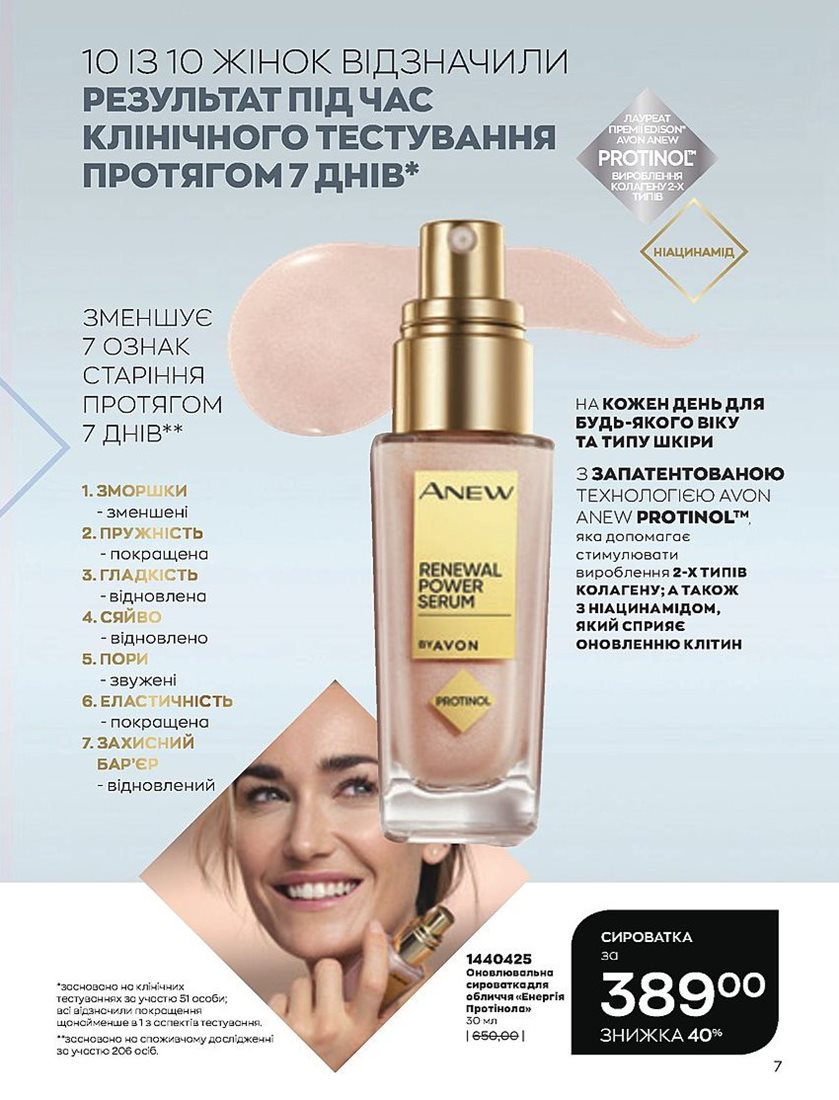 10 ІЗ 10 ЖІНОК ВІДЗНАЧИЛИ
РЕЗУЛЬТАТ ПІД ЧАС
КЛІНІЧНОГО ТЕСТУВАННЯ
ПРОТЯГОМ 7 ДНІВ*
ЛАУРЕАТ
ПРЕМІЇ EDISON"
AVON ANEW
PROTINOL™
ВИРОБЛЕННЯ
КОЛАГЕНУ 2-Х
ТИПІВ
НІАЦИНАМІД
ЗМЕНШУЄ
7 ОЗНАК
СТАРІННЯ
ПРОТЯГОМ
7 ДНІВ**
1. ЗМОРШКИ
- зменшені
2. ПРУЖНІСТЬ
- покращена
3. ГЛАДКІСТЬ
- відновлена
4. СЯЙВО
- відновлено
5. ПОРИ
- звужені
6. ЕЛАСТИЧНІСТЬ
- покращена
7. ЗАХИСНИЙ
БАР'ЄР
- відновлений
ANEW
RENEWAL
POWER
SERUM
BY AVON
PROTINOL
НА КОЖЕН ДЕНЬ ДЛЯ
БУДЬ-ЯКОГО ВІКУ
ТА ТИПУ ШКІРИ
З ЗАПАТЕНТОВАНОЮ
ТЕХНОЛОГІЄЮ AVON
ANEW PROTINOL™,
яка допомагає
стимулювати
вироблення 2-Х ТИПІВ
КОЛАГЕНУ; А ТАКОЖ
З НІАЦИНАМІДОМ,
ЯКИЙ СПРИЯЄ
ОНОВЛЕННЮ КЛІТИН
*засновано на клінічних
тестуваннях за участю 51 особи;
всі відзначили покращення
щонайменше в 1 з аспектів тестування.
**засновано на споживчому дослідженні
за участю 206 осіб.
1440425
Оновлювальна
сироватка для
обличчя «Енергія
Протінола»
30 мл
| 650,00 |
СИРОВАТКА
за
389⁰⁰
ЗНИЖКА 40%
7